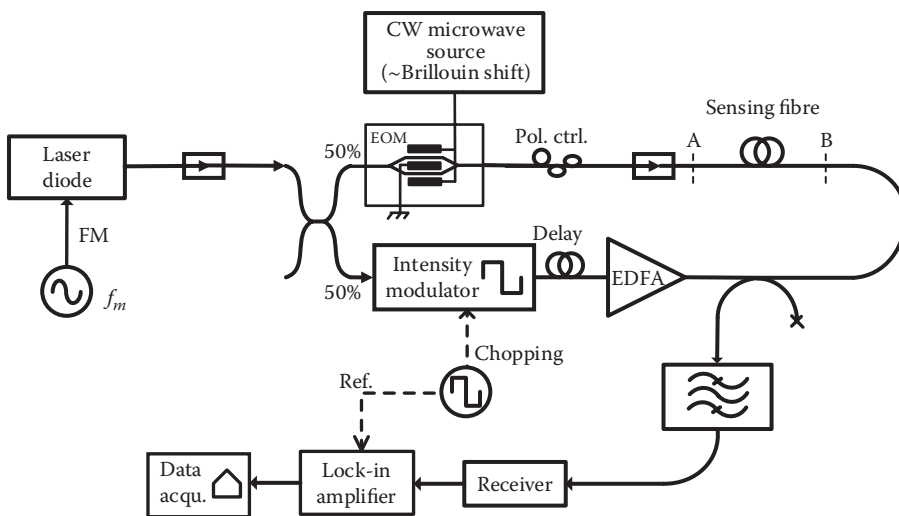 CW microwave
source
(~Brillouin shift)
Sensing fibre
EOM
Pol. ctrl.
A
B
50%
Laser
diode
FM
f_m
Delay
Intensity
modulator
EDFA
50%
Chopping
Ref.
Data
acqu.
Lock-in
amplifier
Receiver